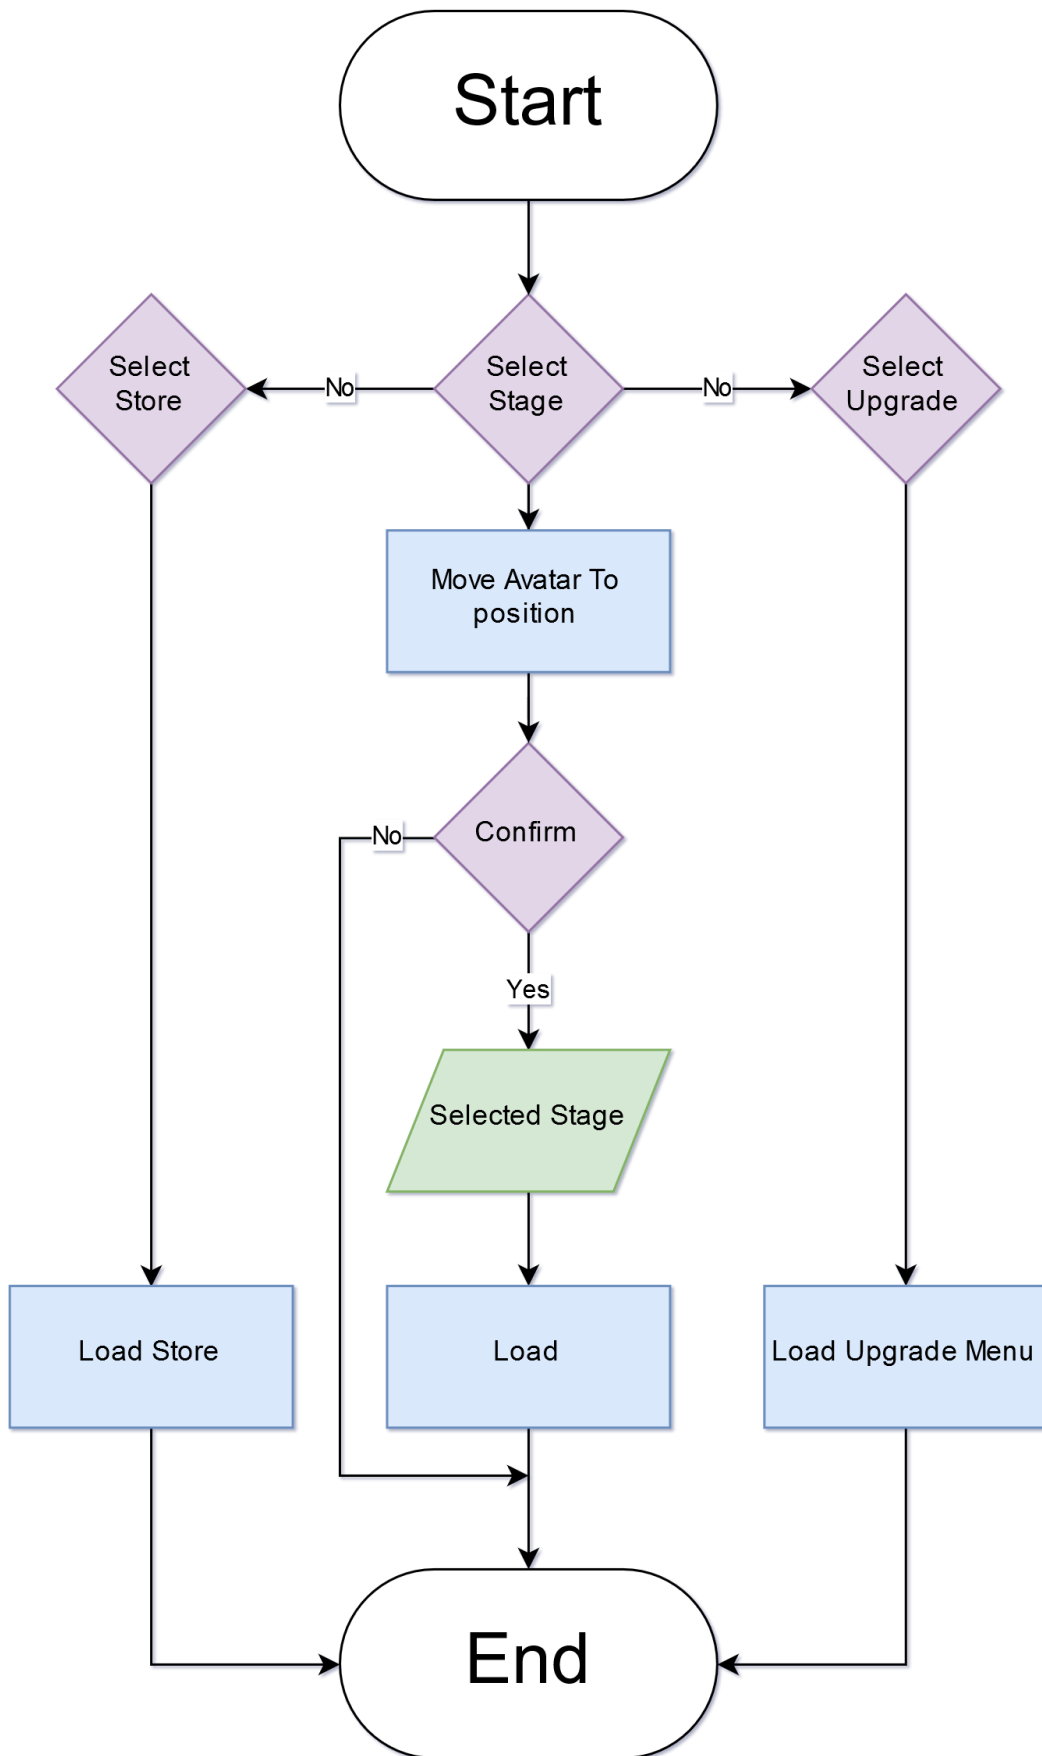 Start
Select
Store
No
Select
Stage
No
Select
Upgrade
Move Avatar To
position
No
Confirm
Yes
Selected Stage
Load Store
Load
Load Upgrade Menu
End